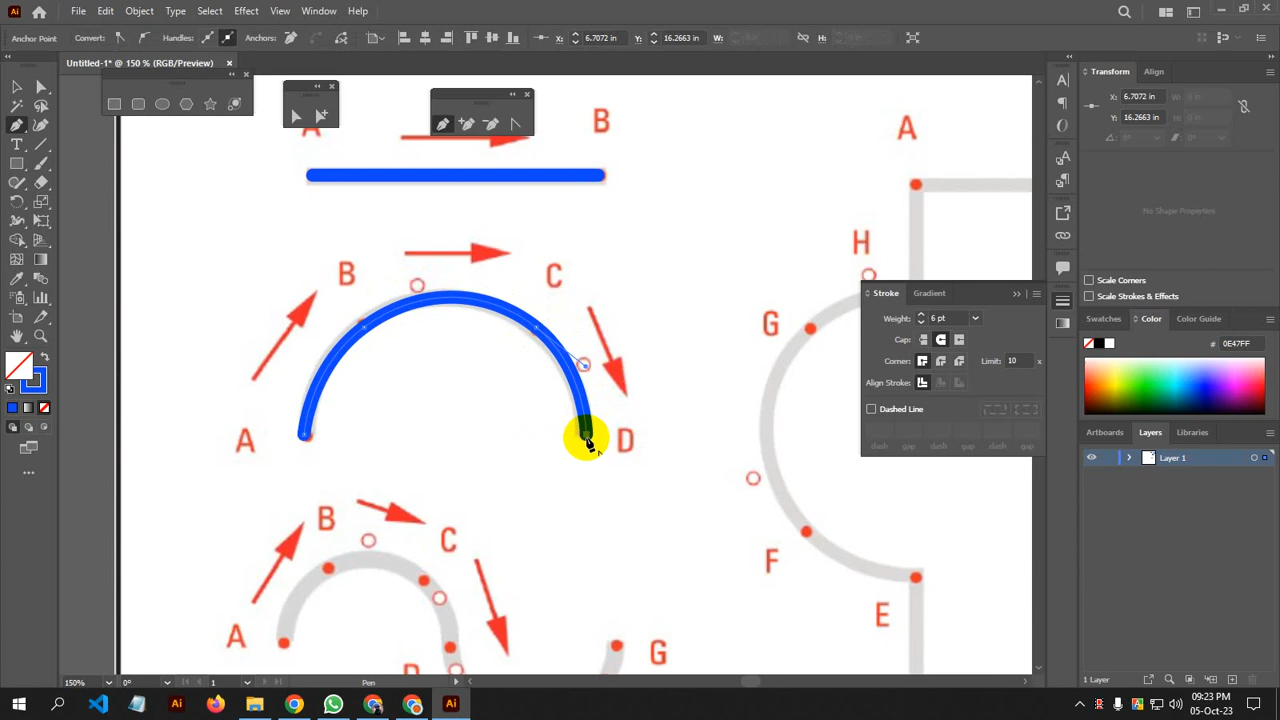 Ai
File Edit Object Type Select Effect View Window Help
Anchor Point Convert: Handles: Anchors: X: 6.7072 in Y: 16.2663 in W: H:
Untitled-1* @ 150 % (RGB/Preview)
A
B
B
C
A
D
B
C
A
D
G
A
H
G
F
E
Stroke Gradient
Weight: 6 pt
Cap:
Corner: Limit: 10 x
Align Stroke:
Dashed Line
dash gap dash gap dash gap
Transform Align
X: 6.7072 in W:
Y: 16.2663 in H:
No Shape Properties
Scale Corners
Scale Strokes & Effects
Swatches Color Color Guide
# 0E47FF
Artboards Layers Libraries
Layer 1
1 Layer
150% 0° 1 Pen
09:23 PM
05-Oct-23